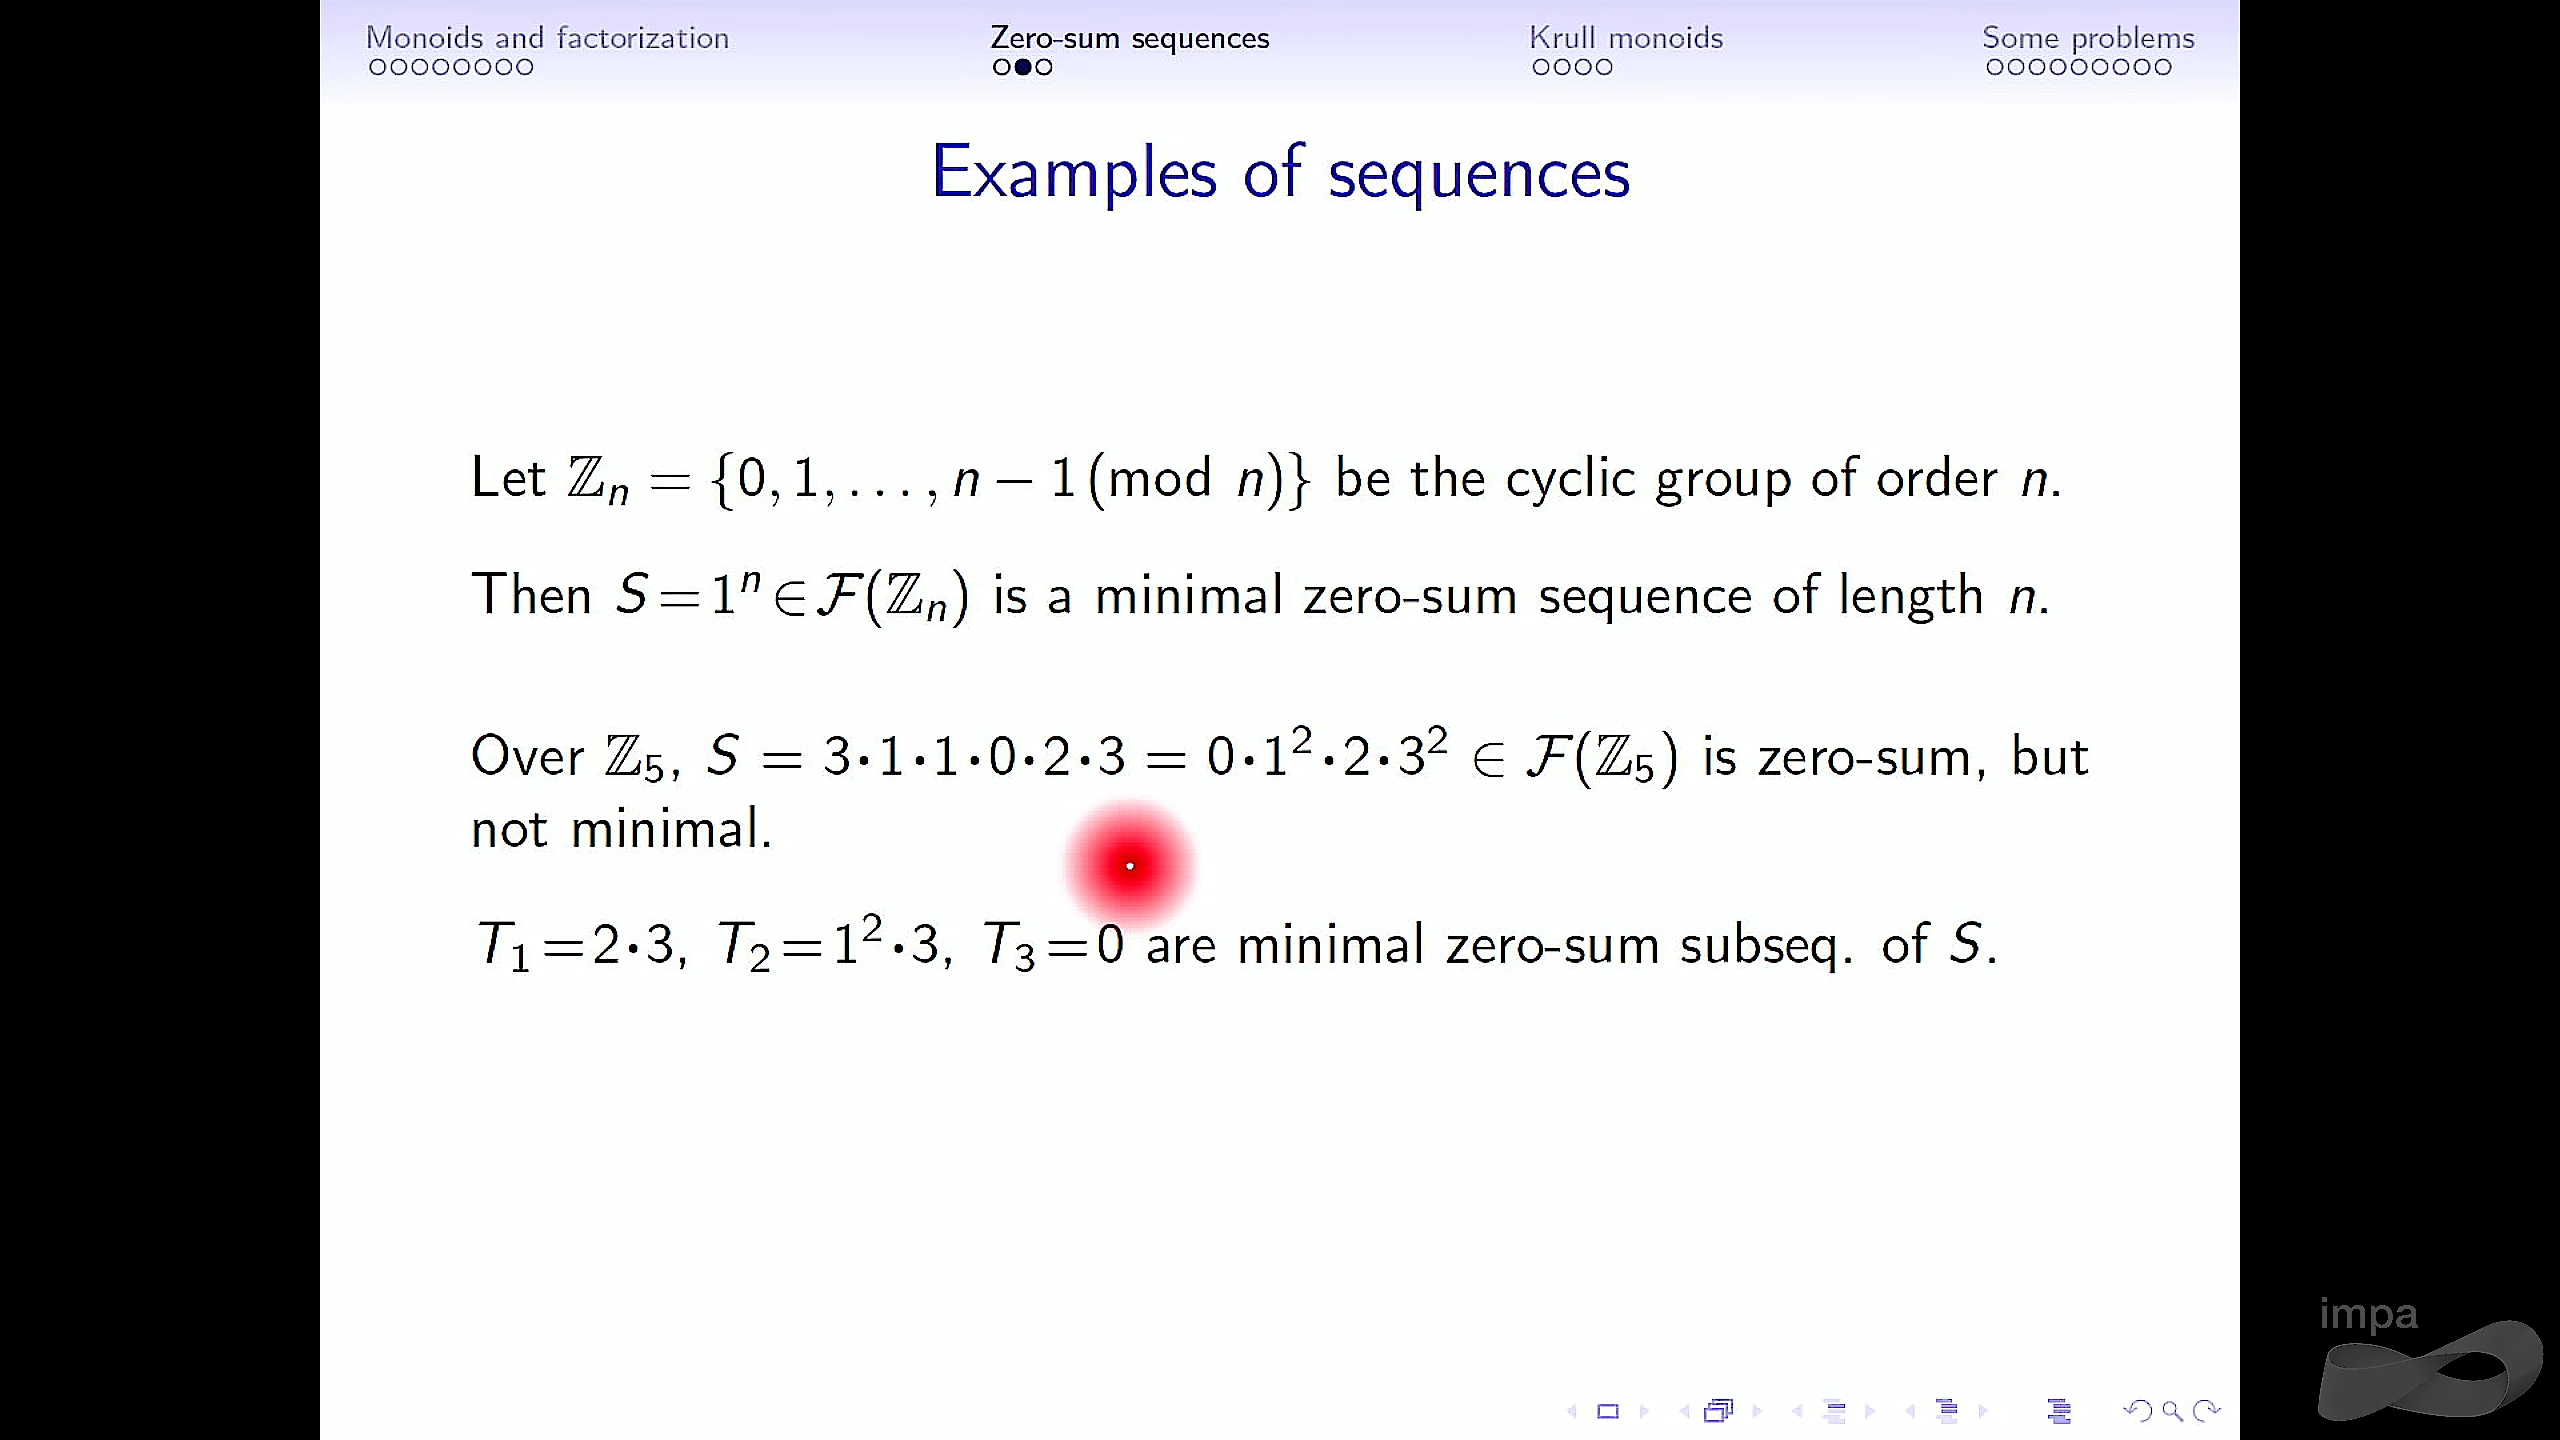 Monoids and factorization Zero-sum sequences Krull monoids Some problems
Examples of sequences
Let ℤₙ = {0, 1, . . . , n − 1 (mod n)} be the cyclic group of order n.
Then S = 1ⁿ ∈ ℱ(ℤₙ) is a minimal zero-sum sequence of length n.
Over ℤ₅, S = 3·1·1·0·2·3 = 0·1²·2·3² ∈ ℱ(ℤ₅) is zero-sum, but
not minimal.
T₁ = 2·3, T₂ = 1²·3, T₃ = 0 are minimal zero-sum subseq. of S.
impa